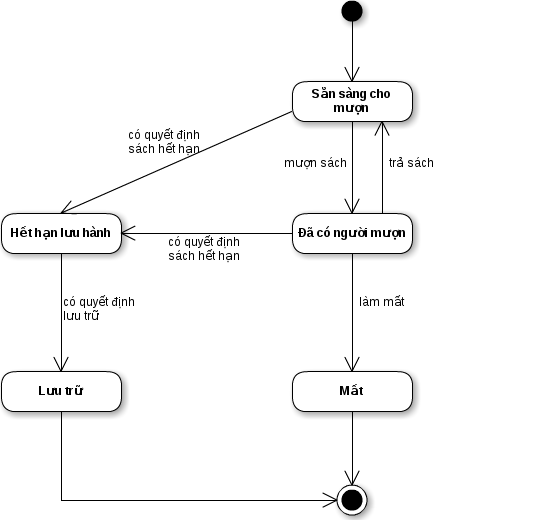 Sẵn sàng cho
mượn
có quyết định
sách hết hạn
mượn sách
trả sách
Hết hạn lưu hành
có quyết định
sách hết hạn
Đã có người mượn
có quyết định
lưu trữ
làm mất
Lưu trữ
Mất